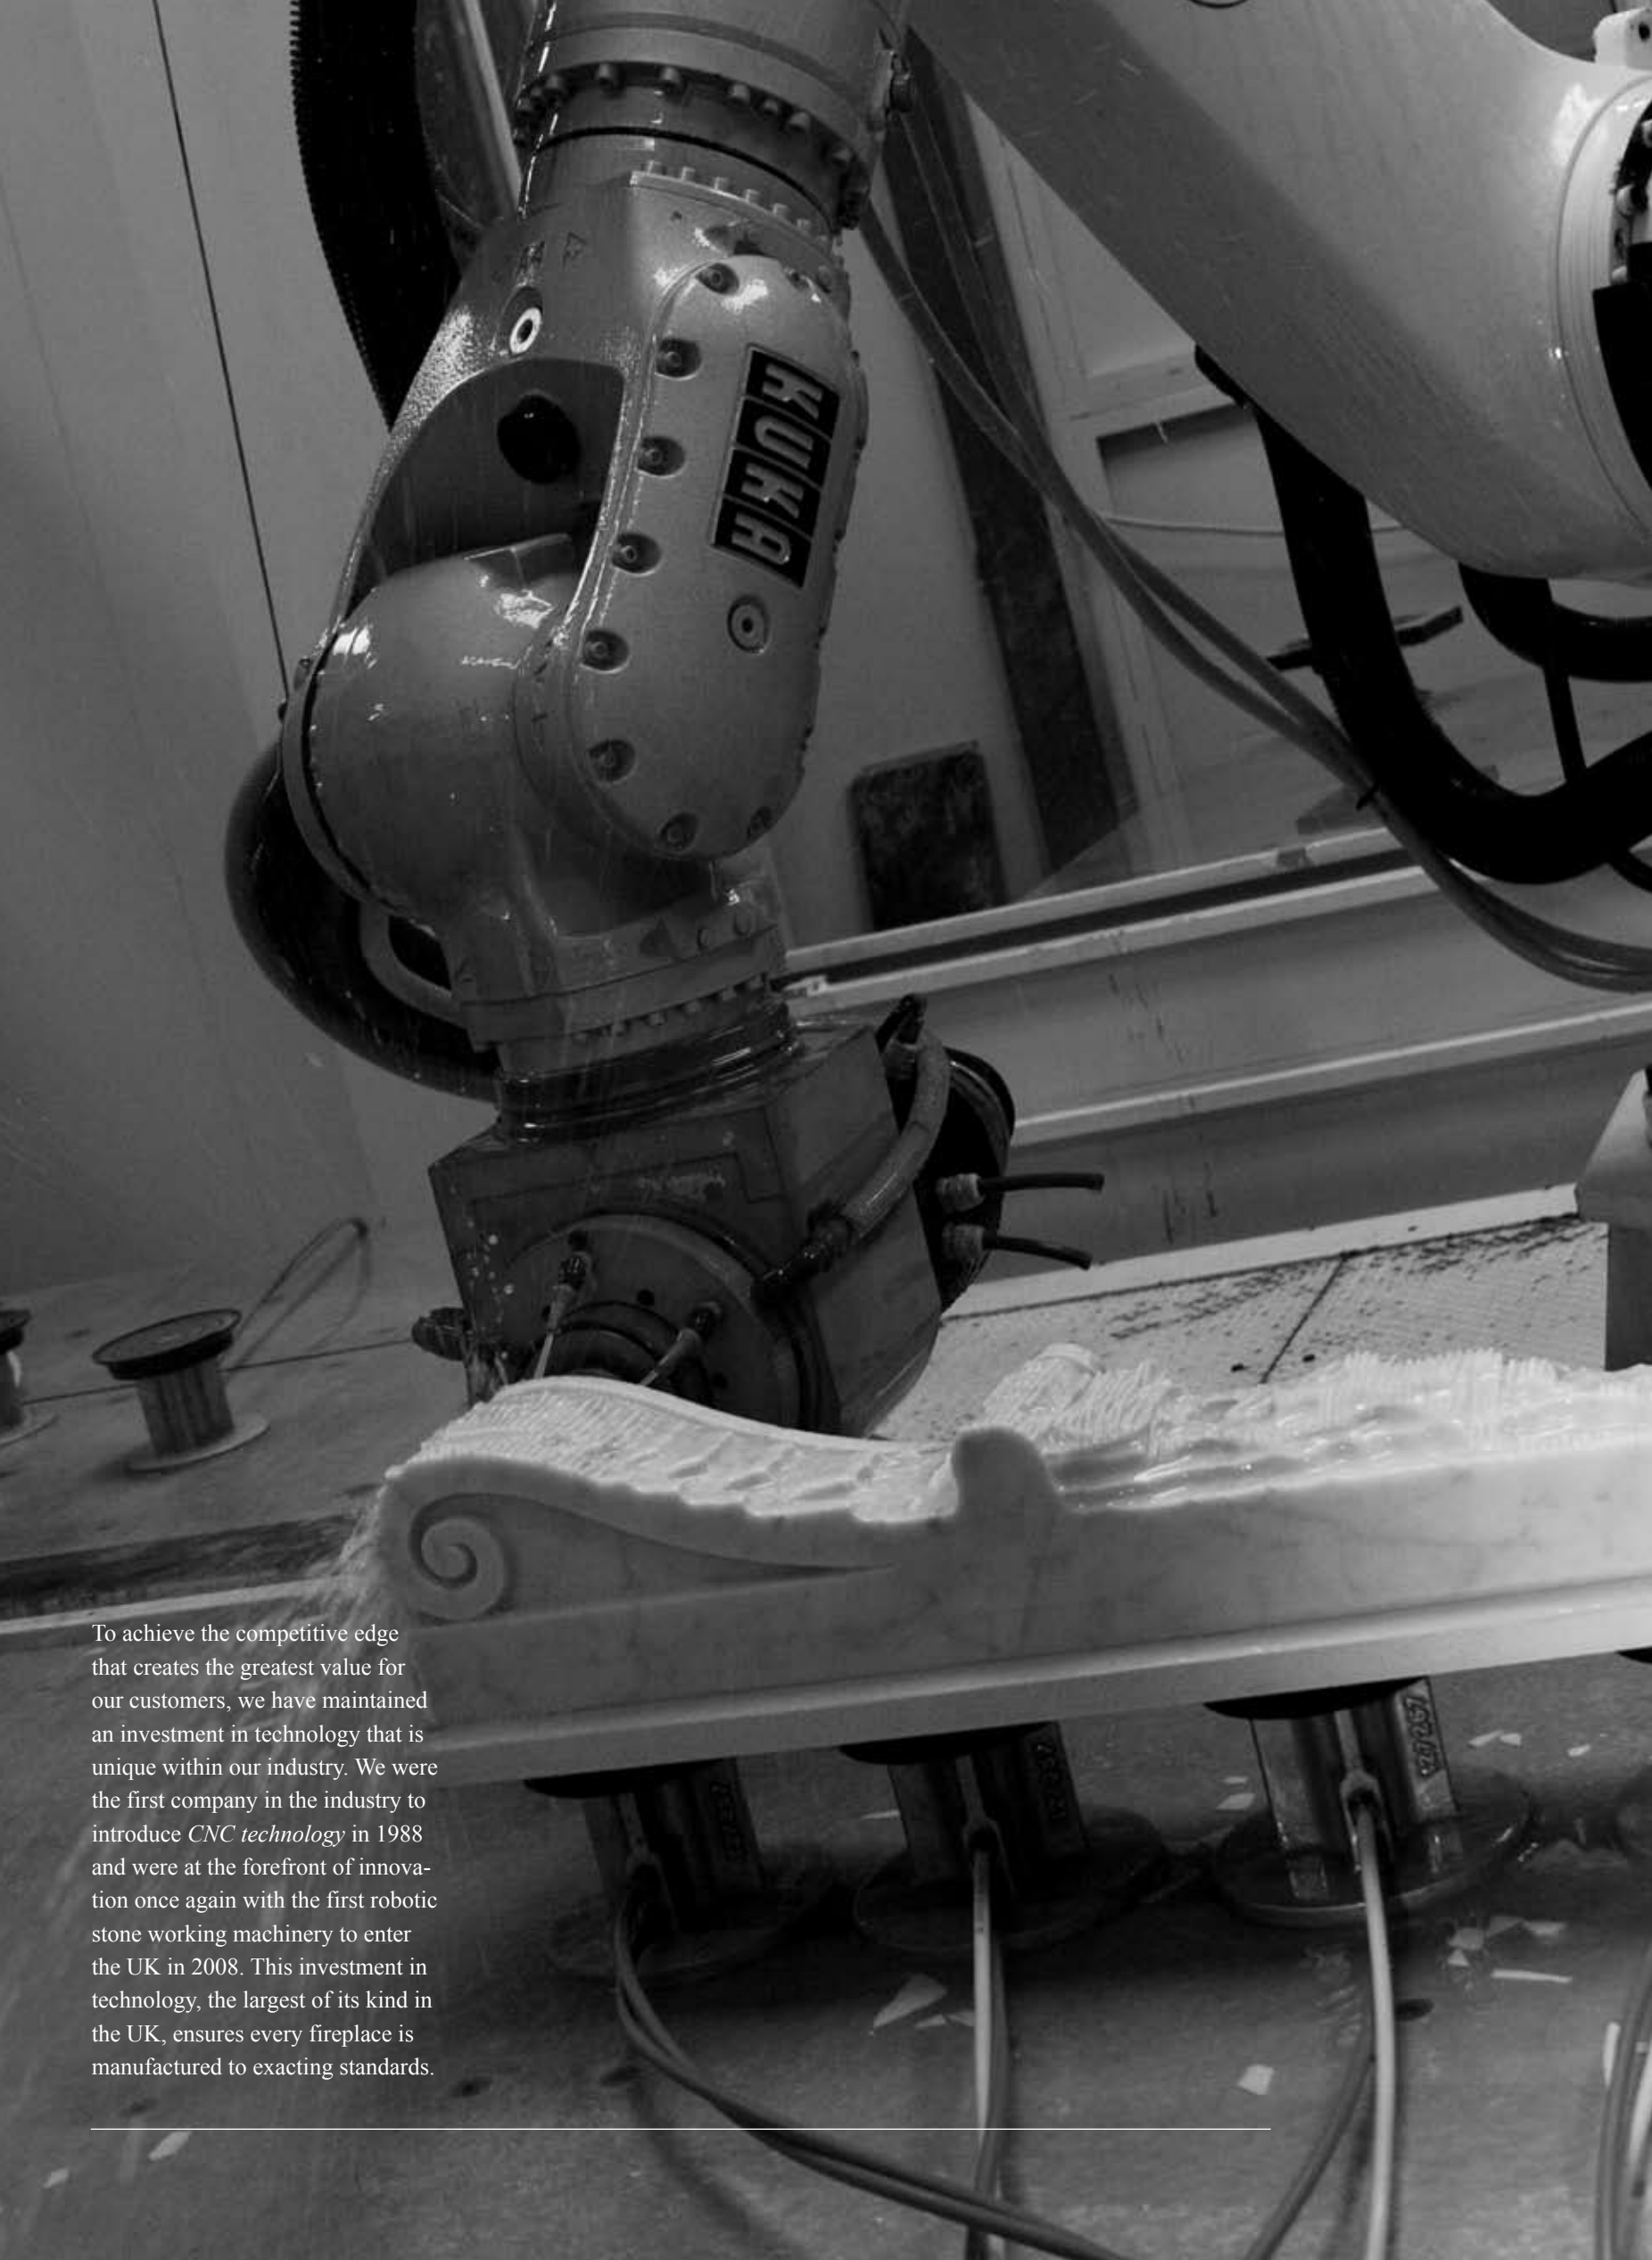 KUKA
To achieve the competitive edge
that creates the greatest value for
our customers, we have maintained
an investment in technology that is
unique within our industry. We were
the first company in the industry to
introduce CNC technology in 1988
and were at the forefront of innova-
tion once again with the first robotic
stone working machinery to enter
the UK in 2008. This investment in
technology, the largest of its kind in
the UK, ensures every fireplace is
manufactured to exacting standards.